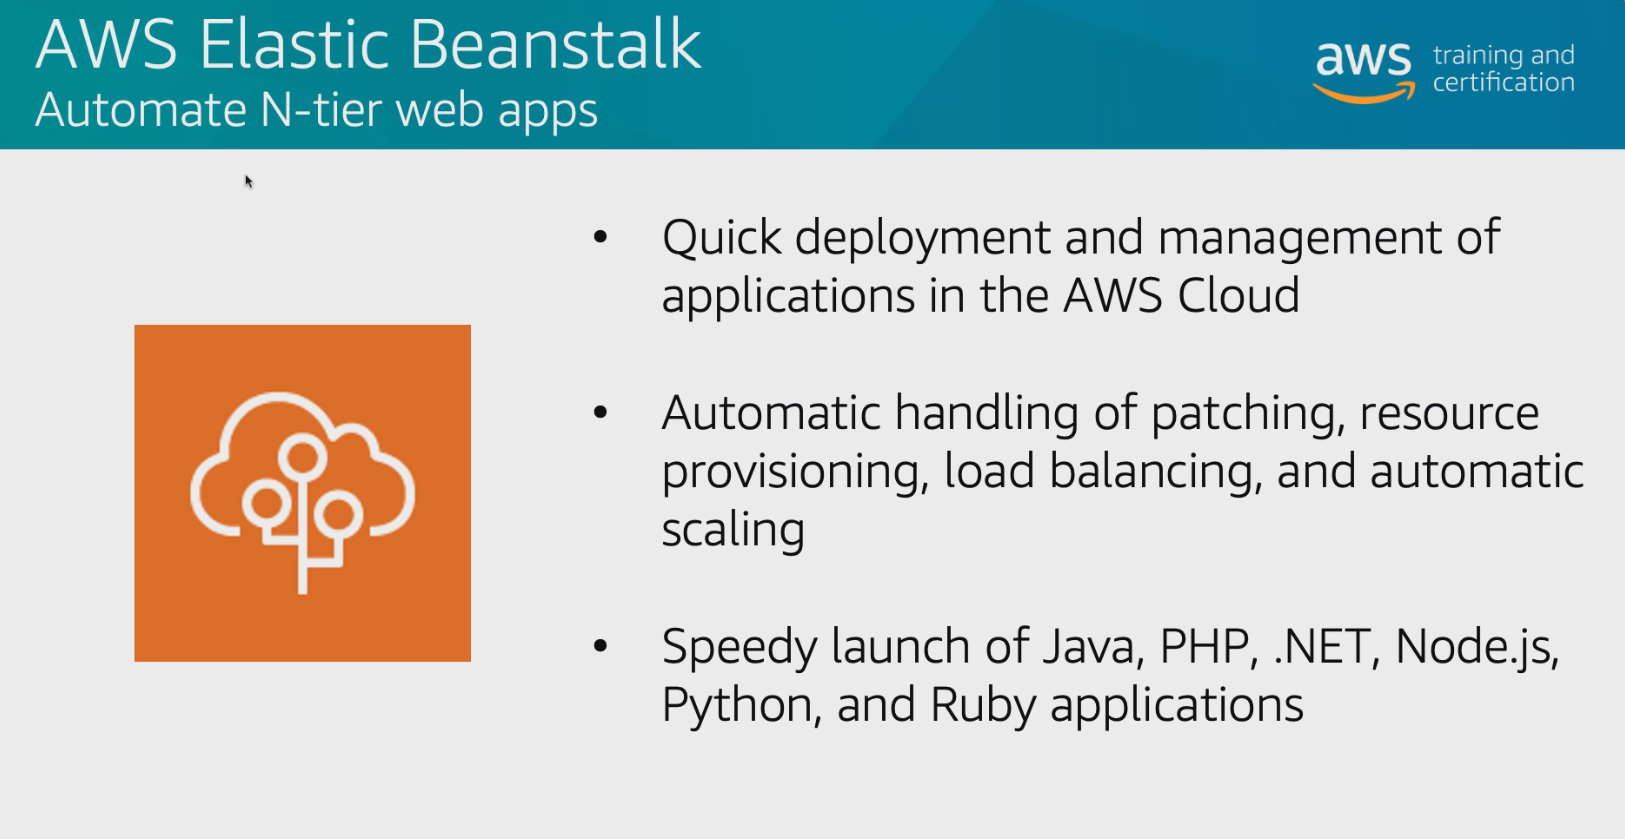 AWS Elastic Beanstalk
Automate N-tier web apps
aws training and
certification
• Quick deployment and management of
applications in the AWS Cloud
• Automatic handling of patching, resource
provisioning, load balancing, and automatic
scaling
• Speedy launch of Java, PHP, .NET, Node.js,
Python, and Ruby applications